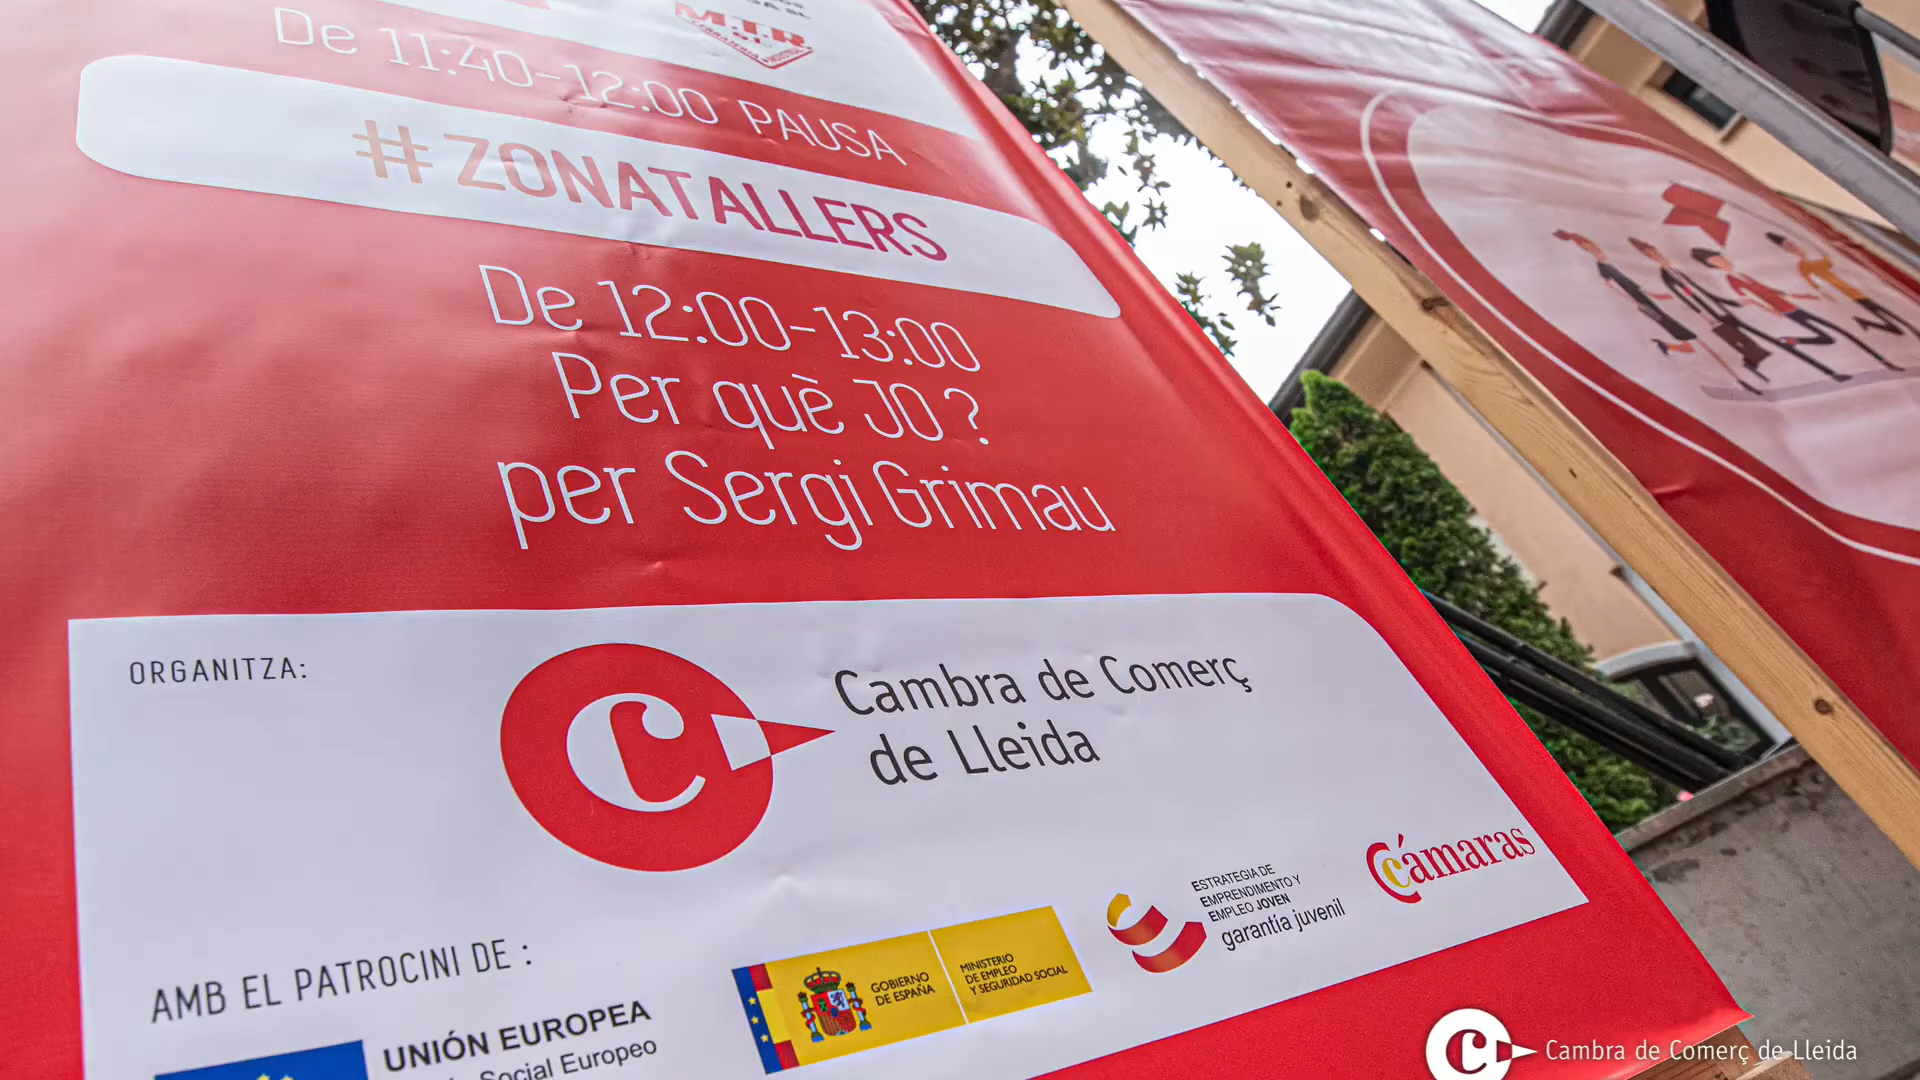 M.T.R.
De 11:40-12:00 PAUSA
#ZONATALLERS
De 12:00-13:00
Per què JO?
per Sergi Grimau
ORGANITZA:
Cambra de Comerç
de Lleida
AMB EL PATROCINI DE :
UNIÓN EUROPEA
Social Europeo
GOBIERNO
DE ESPAÑA
MINISTERIO
DE EMPLEO
Y SEGURIDAD SOCIAL
ESTRATEGIA DE
EMPRENDIMIENTO Y
EMPLEO JOVEN
garantía juvenil
Cámaras
Cambra de Comerç de Lleida